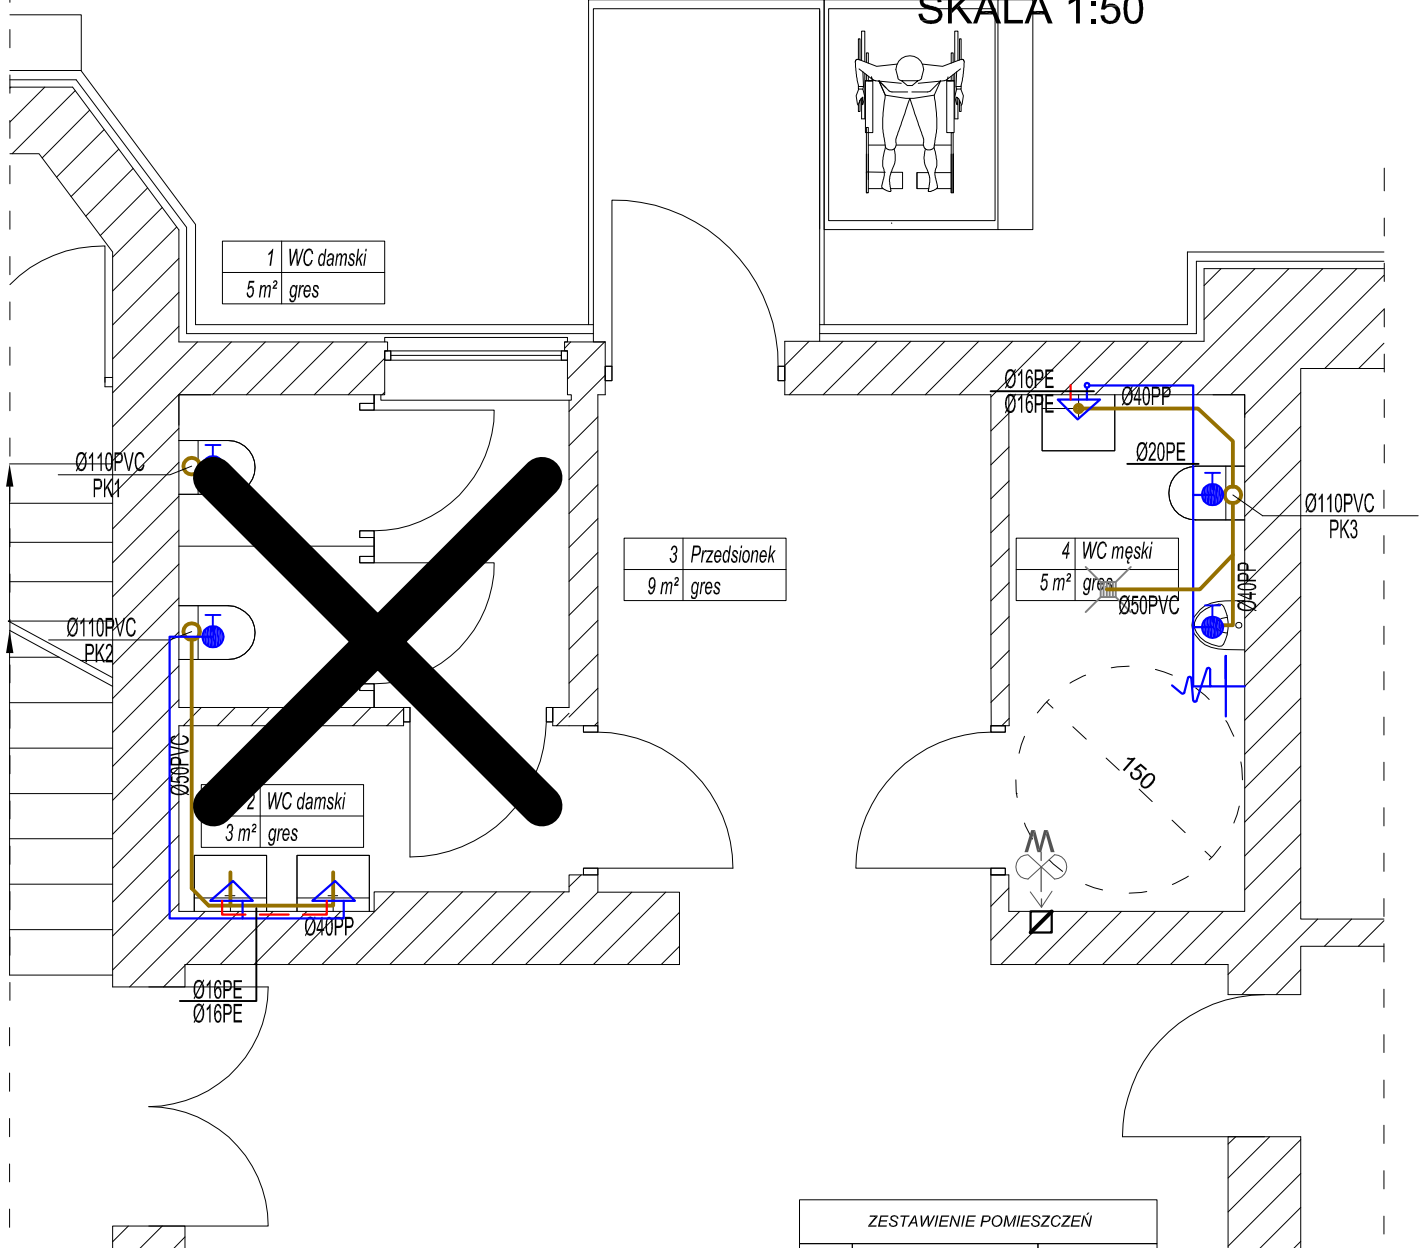 SKALA 1:50
1 WC damski
5 m² gres
Ø16PE
Ø16PE
Ø40PP
Ø20PE
Ø110PVC
PK1
Ø110PVC
PK3
3 Przedsionek
9 m² gres
4 WC męski
5 m² gres
Ø50PVC
Ø40PP
Ø110PVC
PK2
Ø50PVC
150
2 WC damski
3 m² gres
W
Ø40PP
Ø16PE
Ø16PE
ZESTAWIENIE POMIESZCZEŃ